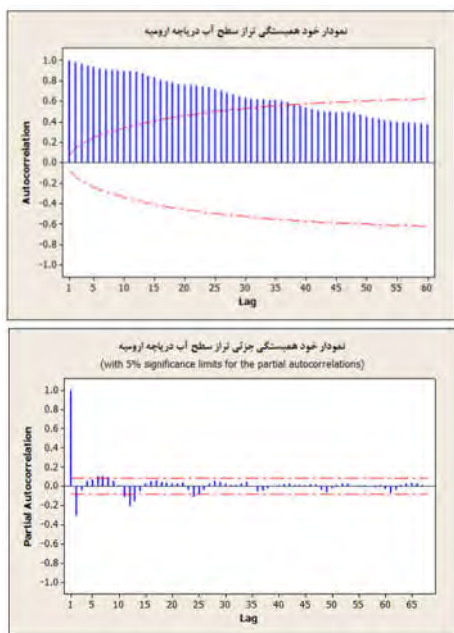 نمودار خود همبستگی تراز سطح آب دریاچه ارومیه
1.0
0.8
0.6
0.4
0.2
0.0
-0.2
-0.4
-0.6
-0.8
-1.0
Autocorrelation
1 5 10 15 20 25 30 35 40 45 50 55 60
Lag
نمودار خود همبستگی جزئی تراز سطح آب دریاچه ارومیه
(with 5% significance limits for the partial autocorrelations)
1.0
0.8
0.6
0.4
0.2
0.0
-0.2
-0.4
-0.6
-0.8
-1.0
Partial Autocorrelation
1 5 10 15 20 25 30 35 40 45 50 55 60 65
Lag